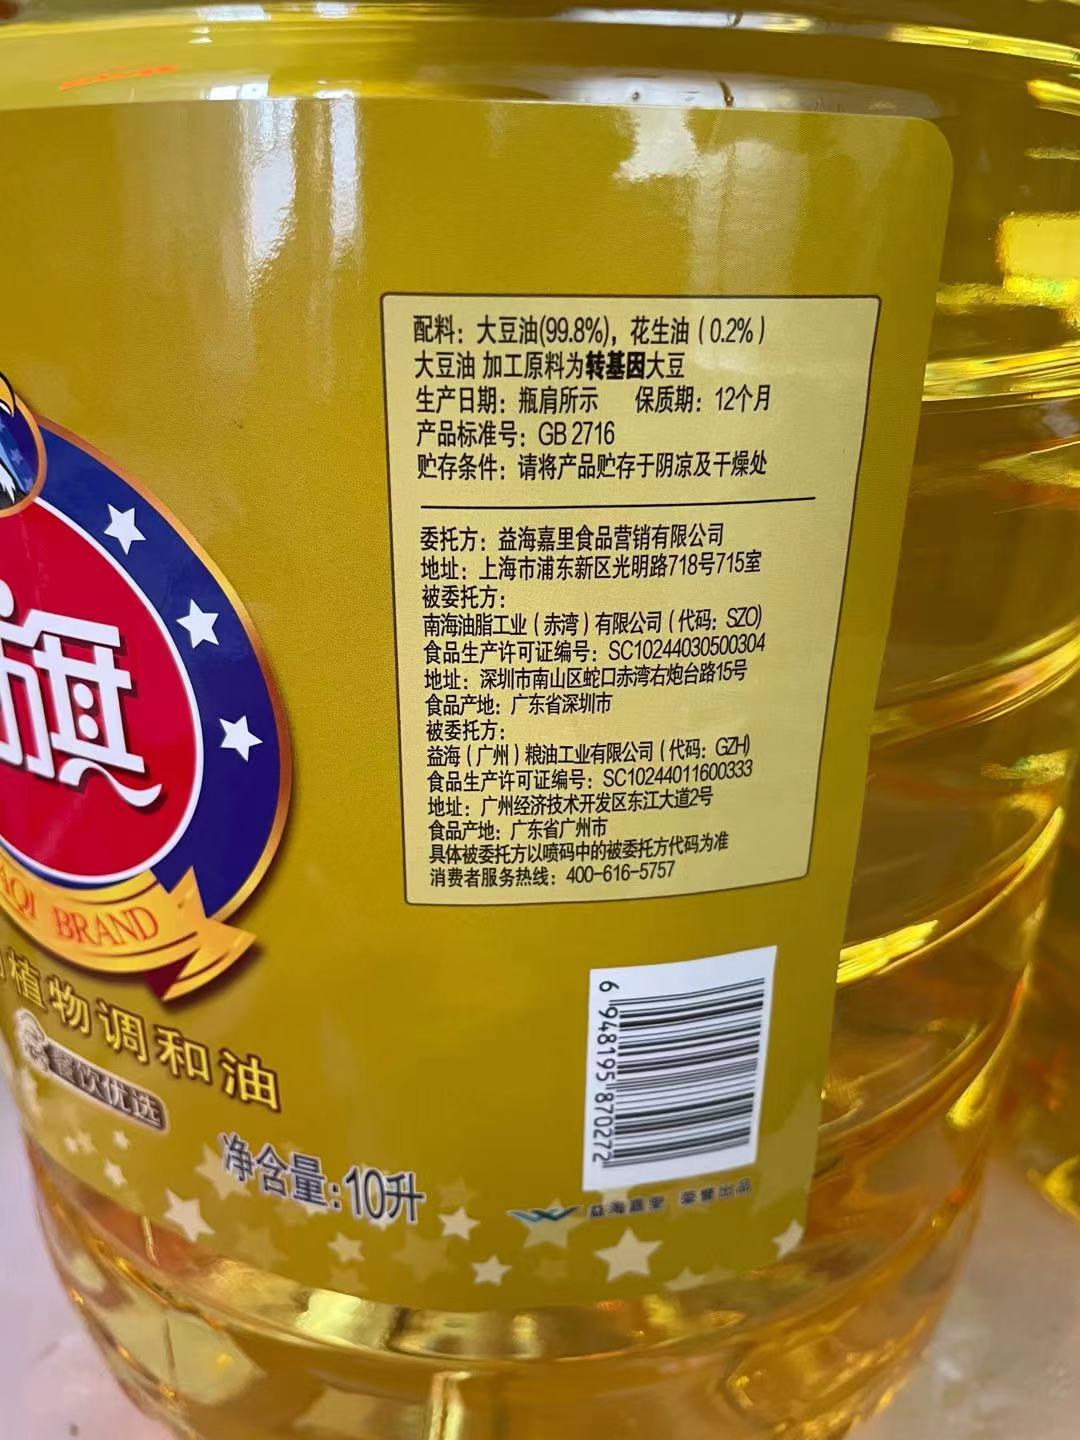 配料：大豆油(99.8%)，花生油（0.2%）
大豆油 加工原料为转基因大豆
生产日期：瓶肩所示 保质期：12个月
产品标准号：GB 2716
贮存条件：请将产品贮存于阴凉及干燥处
委托方：益海嘉里食品营销有限公司
地址：上海市浦东新区光明路718号715室
被委托方：
南海油脂工业（赤湾）有限公司（代码：SZO）
食品生产许可证编号：SC10244030500304
地址：深圳市南山区蛇口赤湾右炮台路15号
食品产地：广东省深圳市
被委托方：
益海（广州）粮油工业有限公司（代码：GZH）
食品生产许可证编号：SC10244011600333
地址：广州经济技术开发区东江大道2号
食品产地：广东省广州市
具体被委托方以喷码中的被委托方代码为准
消费者服务热线：400-616-5757
旗
AQI BRAND
植物调和油
餐饮优选
净含量：10升
6 948195 870272
益海嘉里 荣誉出品